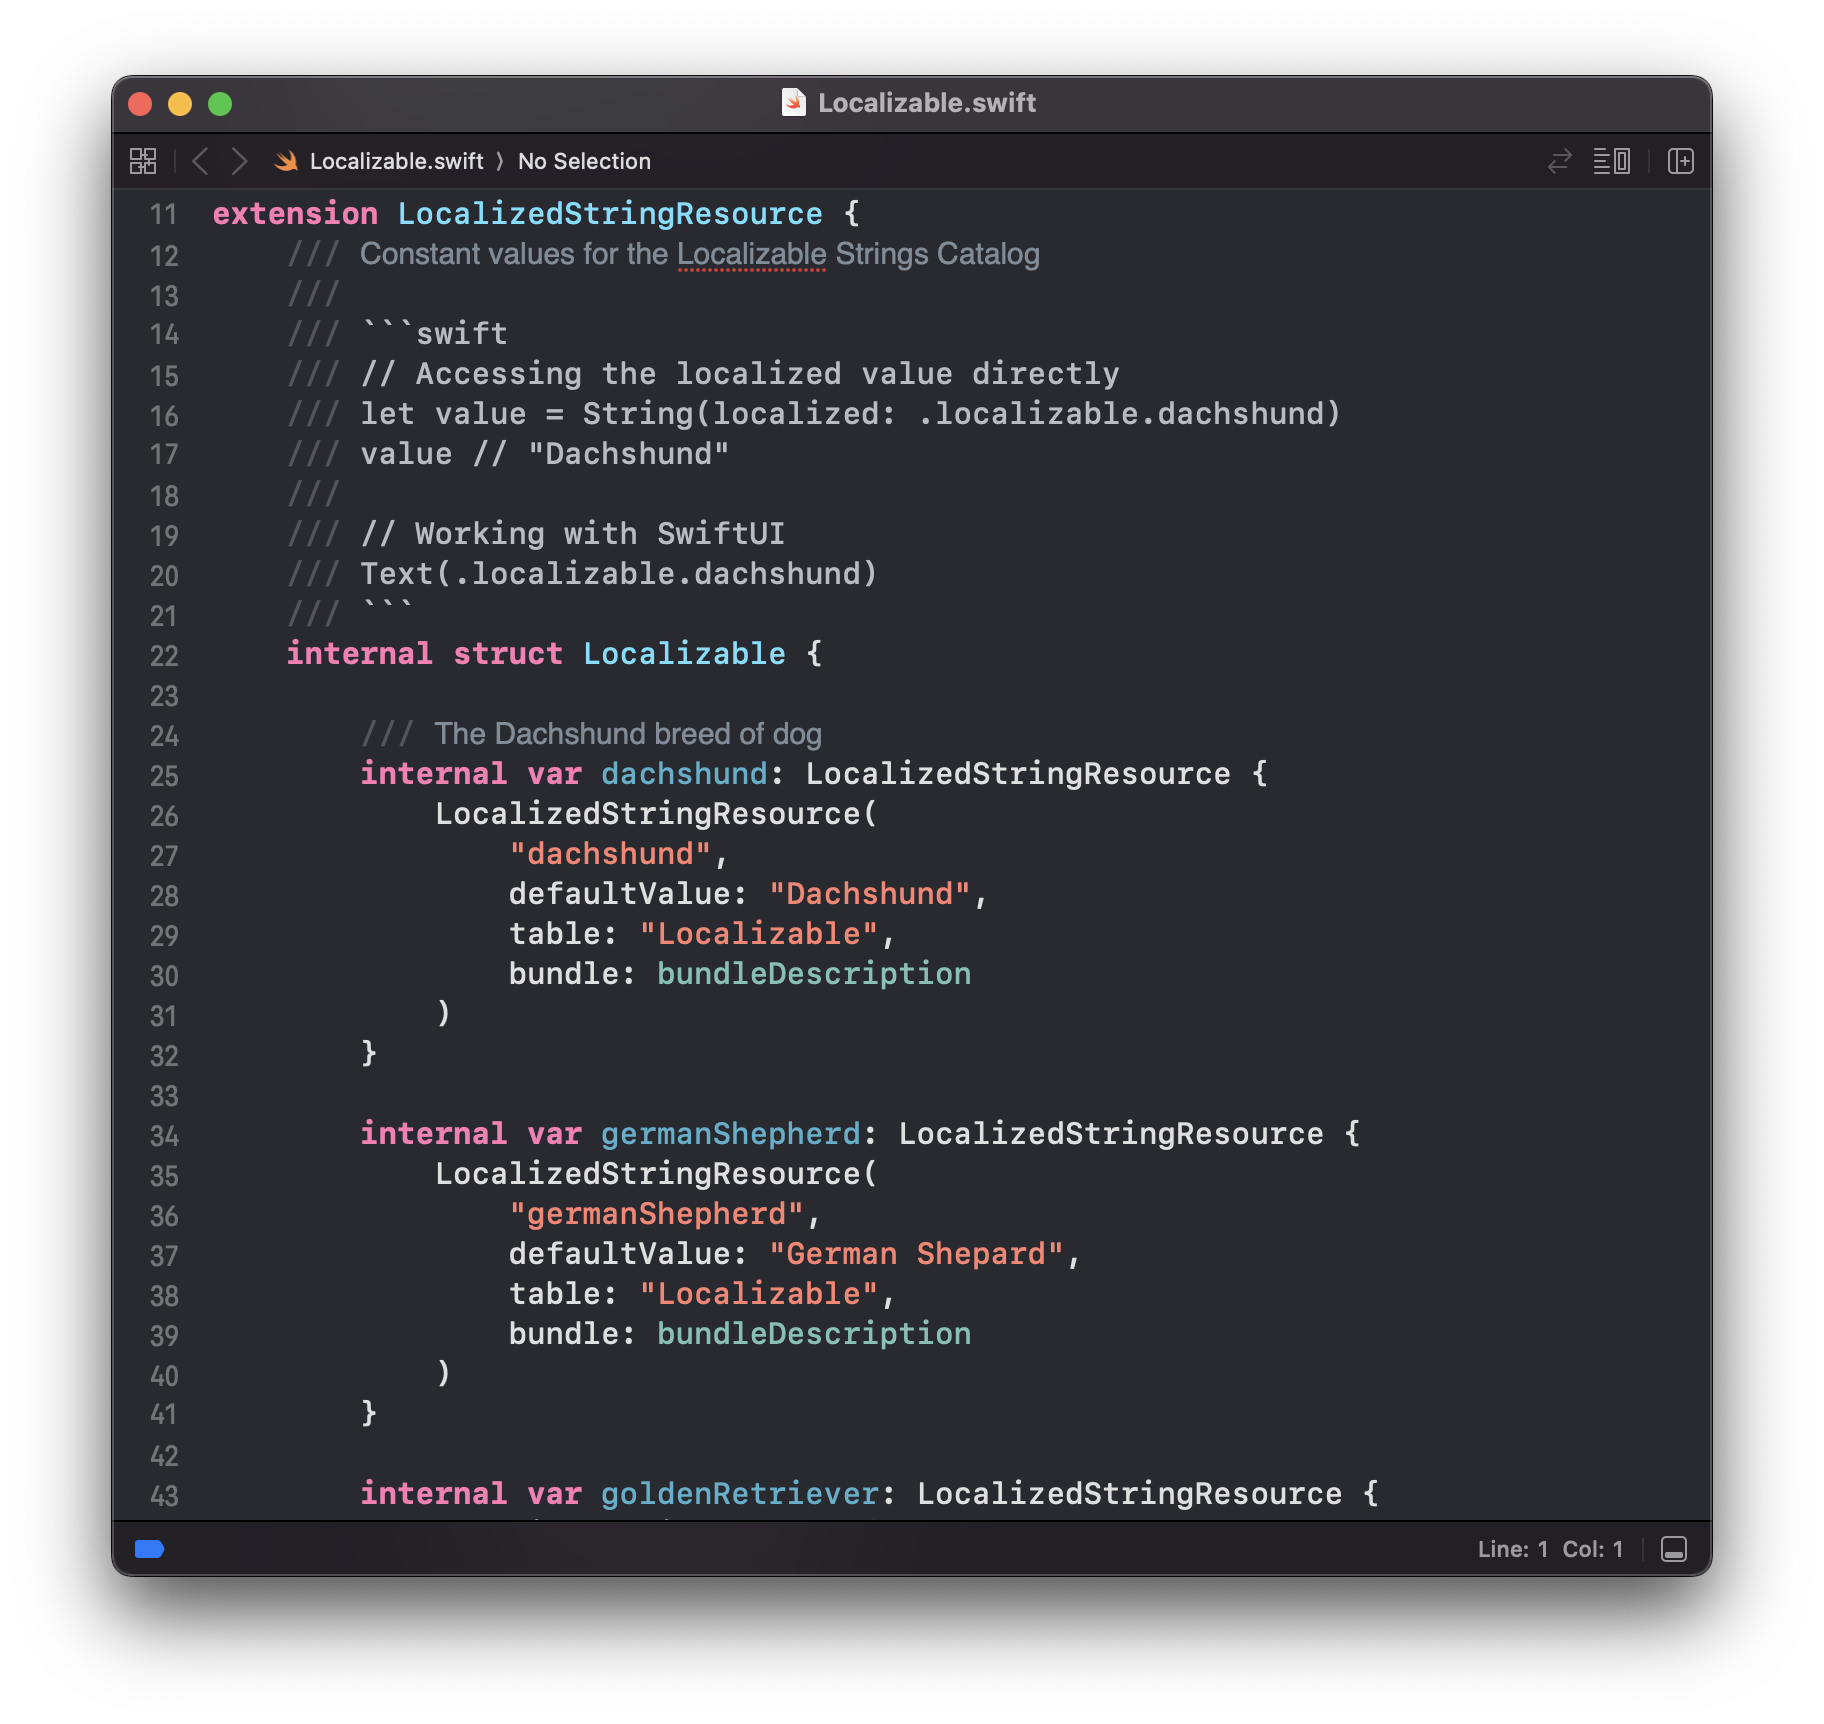 Localizable.swift
Localizable.swift ⟩ No Selection
11 extension LocalizedStringResource {
12     /// Constant values for the Localizable Strings Catalog
13     ///
14     /// ```swift
15     /// // Accessing the localized value directly
16     /// let value = String(localized: .localizable.dachshund)
17     /// value // "Dachshund"
18     ///
19     /// // Working with SwiftUI
20     /// Text(.localizable.dachshund)
21     /// ```
22     internal struct Localizable {
23
24         /// The Dachshund breed of dog
25         internal var dachshund: LocalizedStringResource {
26             LocalizedStringResource(
27                 "dachshund",
28                 defaultValue: "Dachshund",
29                 table: "Localizable",
30                 bundle: bundleDescription
31             )
32         }
33
34         internal var germanShepherd: LocalizedStringResource {
35             LocalizedStringResource(
36                 "germanShepherd",
37                 defaultValue: "German Shepard",
38                 table: "Localizable",
39                 bundle: bundleDescription
40             )
41         }
42
43         internal var goldenRetriever: LocalizedStringResource {
Line: 1 Col: 1